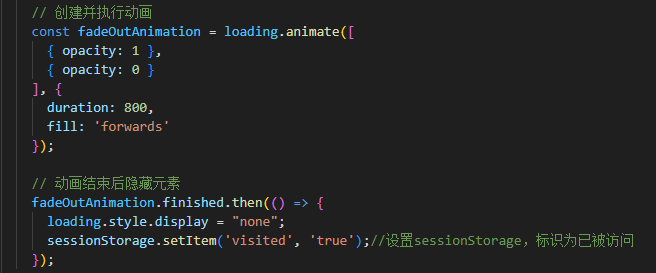 // 创建并执行动画
const fadeOutAnimation = loading.animate([
  { opacity: 1 },
  { opacity: 0 }
], {
  duration: 800,
  fill: 'forwards'
});

// 动画结束后隐藏元素
fadeOutAnimation.finished.then(() => {
  loading.style.display = "none";
  sessionStorage.setItem('visited', 'true');//设置sessionStorage，标识为已被访问
});